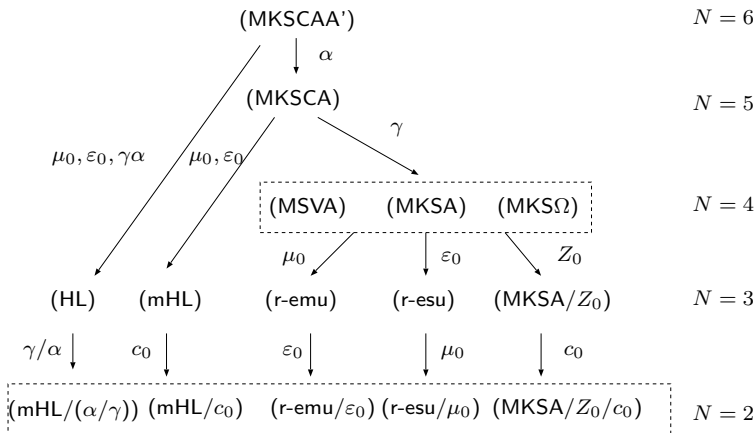 (MKSCAA') N = 6
α
(MKSCA) N = 5
γ
μ₀, ε₀, γα μ₀, ε₀
(MSVA) (MKSA) (MKSΩ) N = 4
μ₀ ε₀ Z₀
(HL) (mHL) (r-emu) (r-esu) (MKSA/Z₀) N = 3
γ/α c₀ ε₀ μ₀ c₀
(mHL/(α/γ)) (mHL/c₀) (r-emu/ε₀) (r-esu/μ₀) (MKSA/Z₀/c₀) N = 2